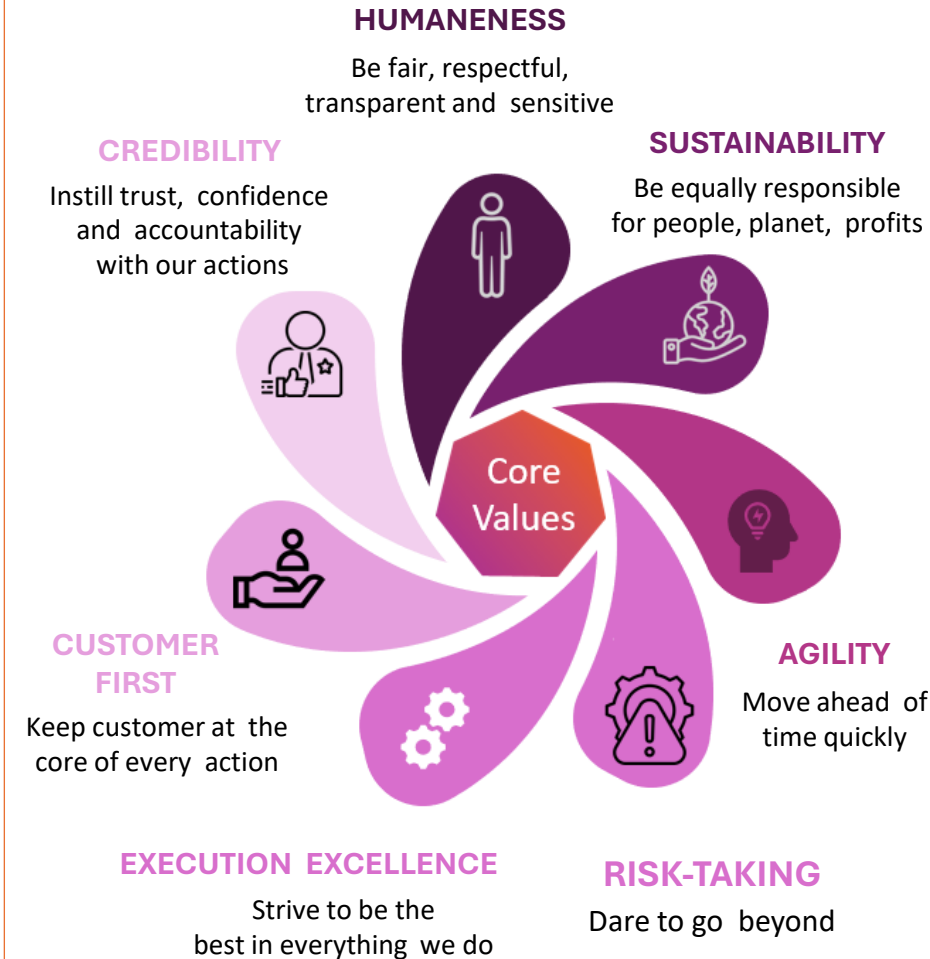 HUMANENESS
Be fair, respectful,
transparent and sensitive
CREDIBILITY
Instill trust, confidence
and accountability
with our actions
SUSTAINABILITY
Be equally responsible
for people, planet, profits
Core
Values
CUSTOMER
FIRST
Keep customer at the
core of every action
AGILITY
Move ahead of
time quickly
EXECUTION EXCELLENCE
Strive to be the
best in everything we do
RISK-TAKING
Dare to go beyond